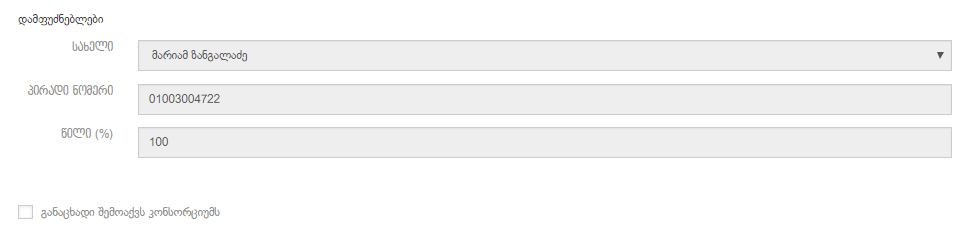 დამფუძნებლები
სახელი
მარიამ ზანგალაძე
პირადი ნომერი
01003004722
წილი (%)
100
განაცხადი შემოაქვს კონსორციუმს